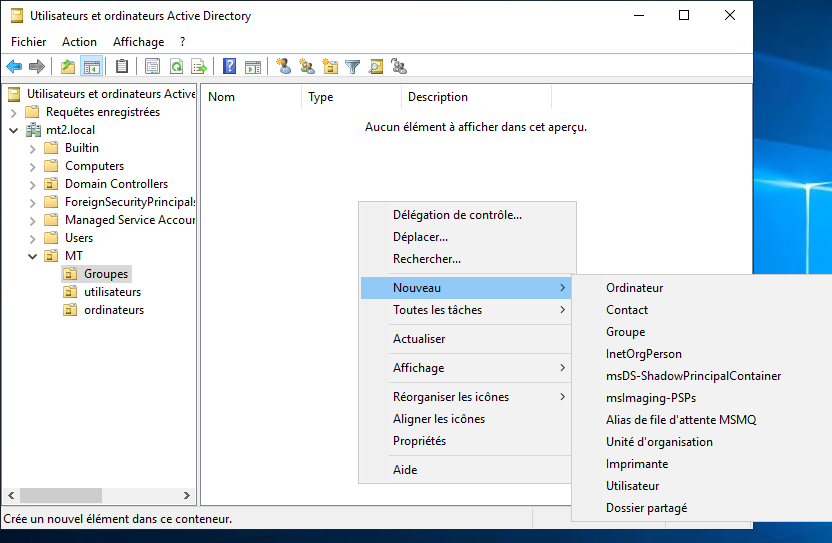 Utilisateurs et ordinateurs Active Directory
Fichier Action Affichage ?
Utilisateurs et ordinateurs Active
Requêtes enregistrées
mt2.local
Builtin
Computers
Domain Controllers
ForeignSecurityPrincipals
Managed Service Accour
Users
MT
Groupes
utilisateurs
ordinateurs
Nom Type Description
Aucun élément à afficher dans cet aperçu.
Délégation de contrôle...
Déplacer...
Rechercher...
Nouveau
Toutes les tâches
Actualiser
Affichage
Réorganiser les icônes
Aligner les icônes
Propriétés
Aide
Ordinateur
Contact
Groupe
InetOrgPerson
msDS-ShadowPrincipalContainer
msImaging-PSPs
Alias de file d'attente MSMQ
Unité d'organisation
Imprimante
Utilisateur
Dossier partagé
Crée un nouvel élément dans ce conteneur.